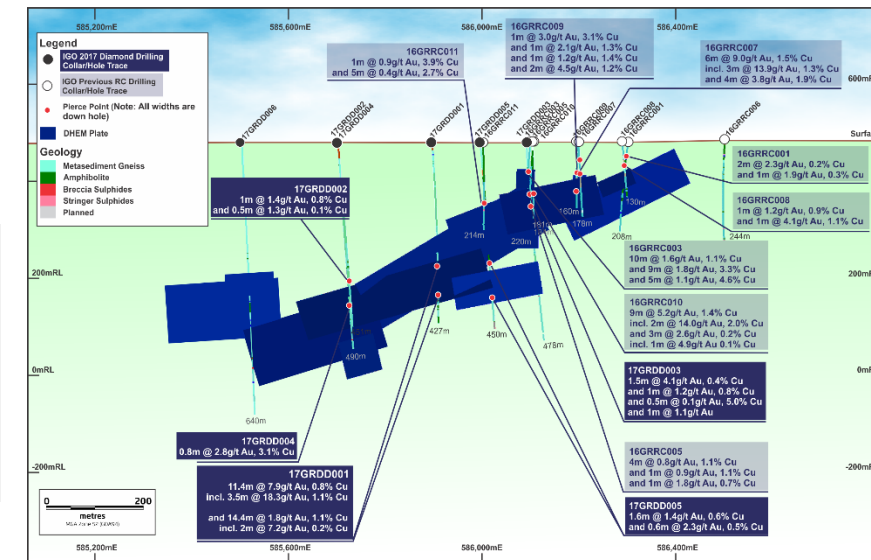 585,200mE
585,600mE
586,000mE
586,400mE
Legend
IGO 2017 Diamond Drilling
Collar/Hole Trace
IGO Previous RC Drilling
Collar/Hole Trace
Pierce Point (Note: All widths are
down hole)
DHEM Plate
Geology
Metasediment Gneiss
Amphibolite
Breccia Sulphides
Stringer Sulphides
Planned
16GRRC011
1m @ 0.9g/t Au, 3.9% Cu
and 5m @ 0.4g/t Au, 2.7% Cu
16GRRC009
1m @ 3.0g/t Au, 3.1% Cu
and 1m @ 2.1g/t Au, 1.3% Cu
and 1m @ 1.2g/t Au, 1.4% Cu
and 2m @ 4.5g/t Au, 1.2% Cu
16GRRC007
6m @ 9.0g/t Au, 1.5% Cu
incl. 3m @ 13.9g/t Au, 1.3% Cu
and 4m @ 3.8g/t Au, 1.9% Cu
600mRL
17GRDD006
17GRDD002
17GRDD004
17GRDD001
17GRDD005
16GRRC011
17GRDD003
16GRRC010
16GRRC009
16GRRC007
16GRRC008
16GRRC001
16GRRC006
Surfa
16GRRC001
2m @ 2.3g/t Au, 0.2% Cu
and 1m @ 1.9g/t Au, 0.3% Cu
17GRDD002
1m @ 1.4g/t Au, 0.8% Cu
and 0.5m @ 1.3g/t Au, 0.1% Cu
16GRRC008
1m @ 1.2g/t Au, 0.9% Cu
and 1m @ 4.1g/t Au, 1.1% Cu
130m
160m
178m
191m
208m
214m
220m
244m
16GRRC003
10m @ 1.6g/t Au, 1.1% Cu
and 9m @ 1.8g/t Au, 3.3% Cu
and 5m @ 1.1g/t Au, 4.6% Cu
200mRL
200mRL
16GRRC010
9m @ 5.2g/t Au, 1.4% Cu
incl. 2m @ 14.0g/t Au, 2.0% Cu
and 3m @ 2.6g/t Au, 0.2% Cu
incl. 1m @ 4.9g/t Au 0.1% Cu
427m
450m
478m
490m
0mRL
0mRL
17GRDD003
1.5m @ 4.1g/t Au, 0.4% Cu
and 1m @ 1.2g/t Au, 0.8% Cu
and 0.5m @ 0.1g/t Au, 5.0% Cu
and 1m @ 1.1g/t Au
640m
17GRDD004
0.8m @ 2.8g/t Au, 3.1% Cu
16GRRC005
4m @ 0.8g/t Au, 1.1% Cu
and 1m @ 0.9g/t Au, 1.1% Cu
and 1m @ 1.8g/t Au, 0.7% Cu
-200mRL
-200mRL
17GRDD001
11.4m @ 7.9g/t Au, 0.8% Cu
incl. 3.5m @ 18.3g/t Au, 1.1% Cu
and 14.4m @ 1.8g/t Au, 1.1% Cu
incl. 2m @ 7.2g/t Au, 0.2% Cu
17GRDD005
1.6m @ 1.4g/t Au, 0.6% Cu
and 0.6m @ 2.3g/t Au, 0.5% Cu
0
200
metres
585,200mE
585,600mE
586,000mE
586,400mE